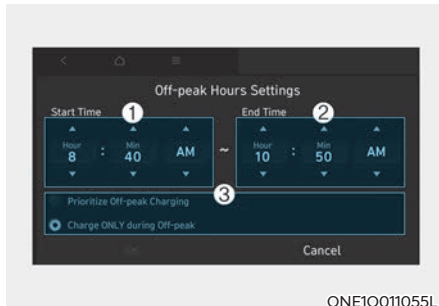 Off-peak Hours Settings
Start Time 1 End Time 2
Hour Min Hour Min
8 : 40 AM ~ 10 : 50 AM
3
Prioritize Off-peak Charging
Charge ONLY during Off-peak
Cancel
ONE1Q011055L